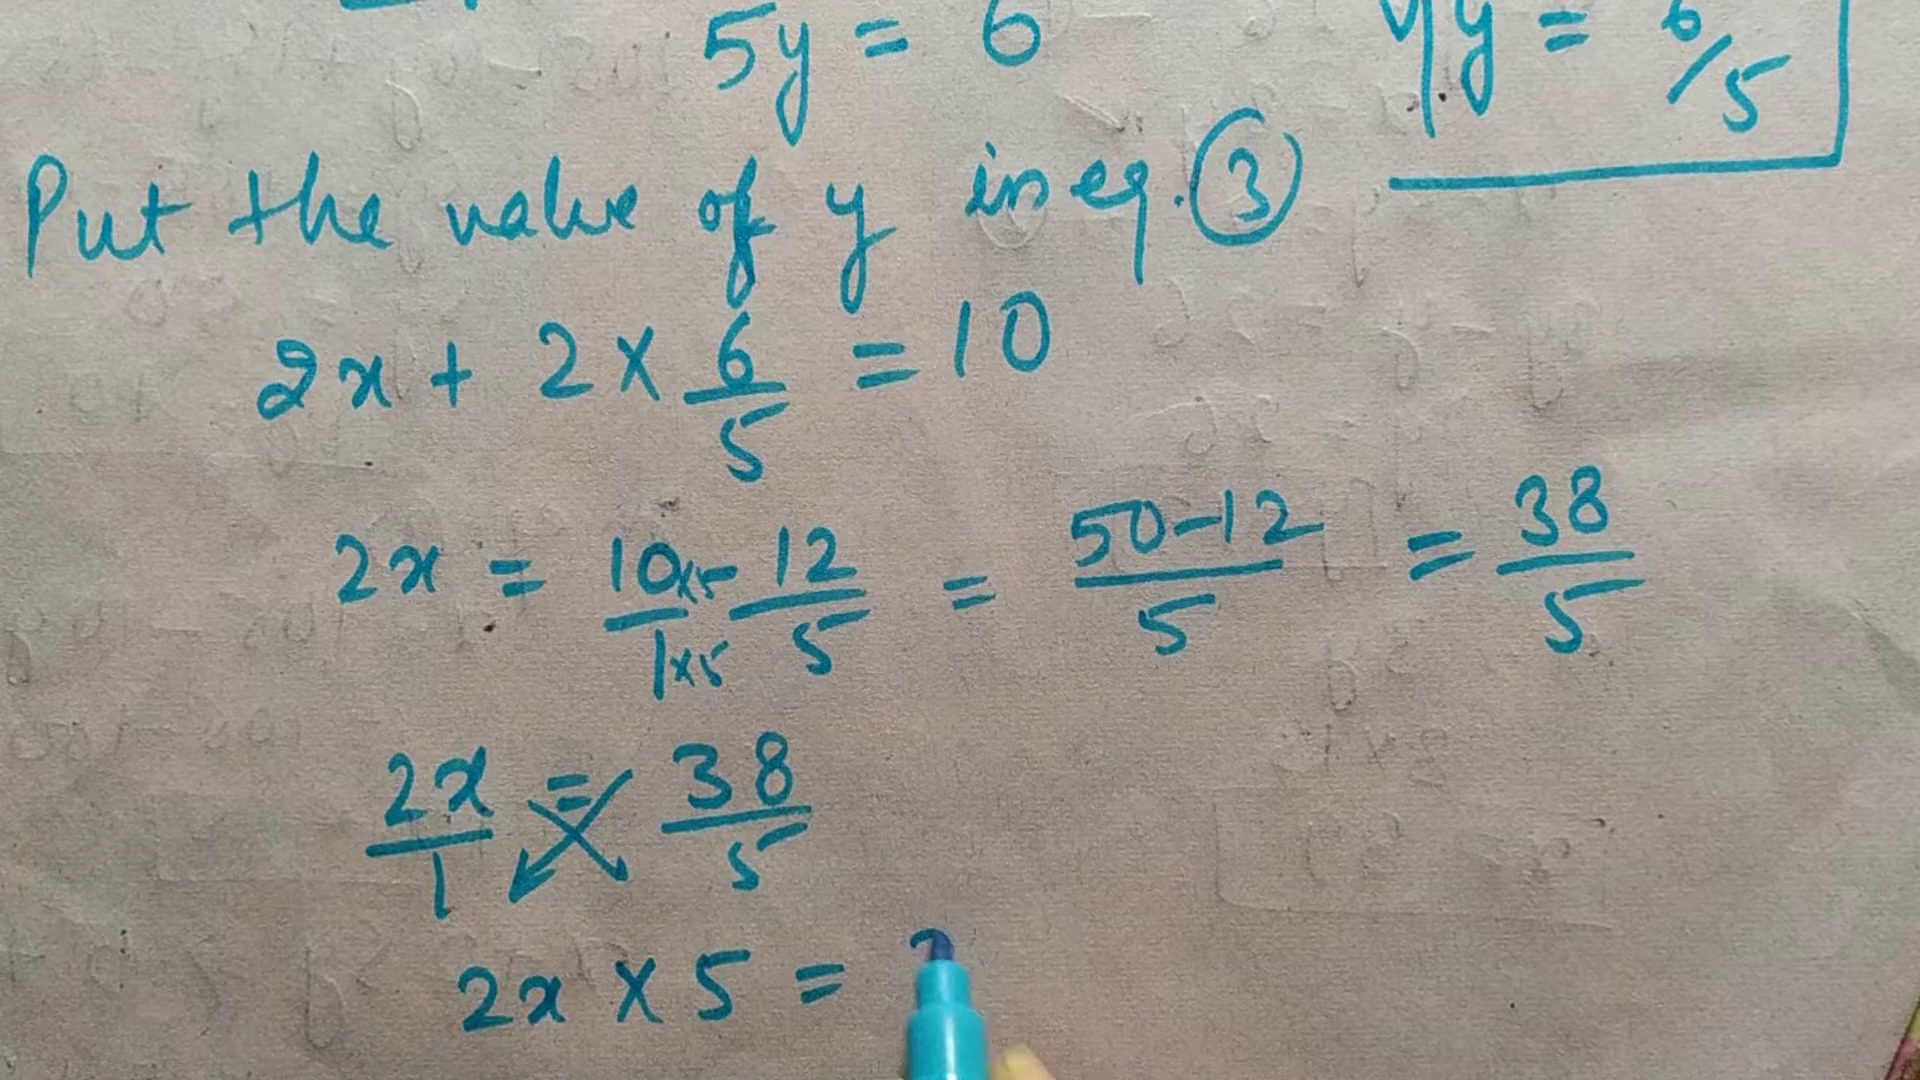 5y = 6
y = 6/5
Put the value of y in eq. ③
2x + 2 × 6/5 = 10
2x = 10×5/1×5 - 12/5 = 50-12/5 = 38/5
2x/1 = 38/5
2x × 5 =